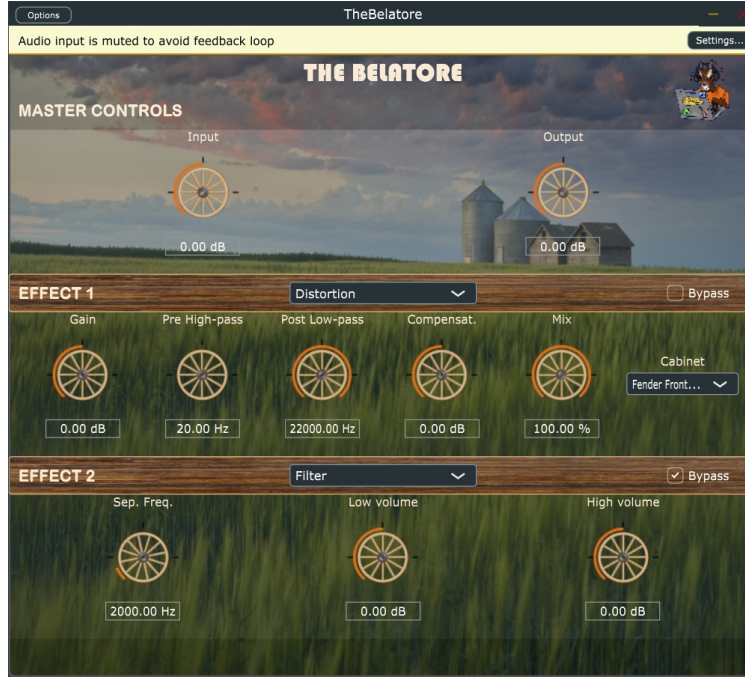 Options
TheBelatore
Audio input is muted to avoid feedback loop
Settings...
THE BELATORE
MASTER CONTROLS
Input
Output
0.00 dB
0.00 dB
EFFECT 1
Distortion
Bypass
Gain
Pre High-pass
Post Low-pass
Compensat.
Mix
Cabinet
Fender Front...
0.00 dB
20.00 Hz
22000.00 Hz
0.00 dB
100.00 %
EFFECT 2
Filter
Bypass
Sep. Freq.
Low volume
High volume
2000.00 Hz
0.00 dB
0.00 dB